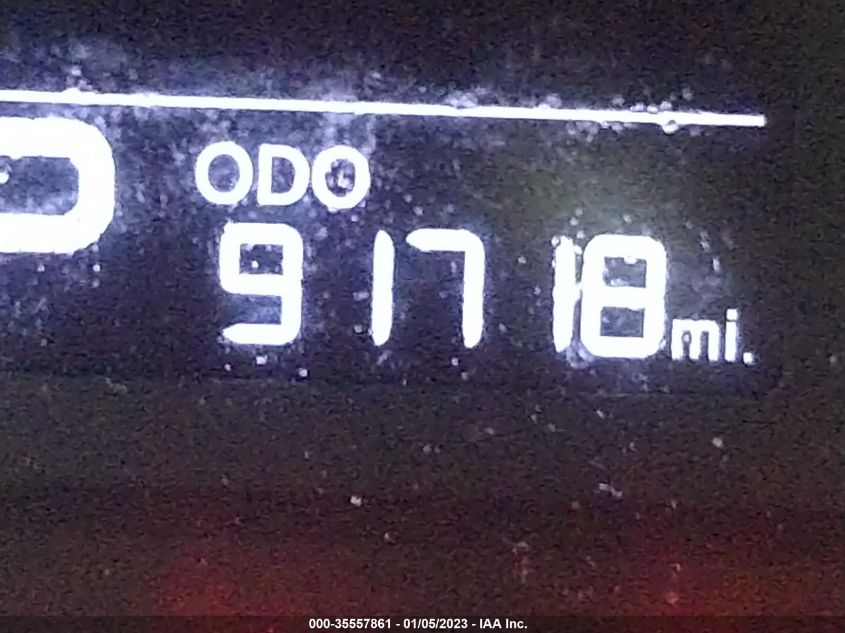 ODO
91718 mi.
000-35557861 - 01/05/2023 - IAA Inc.